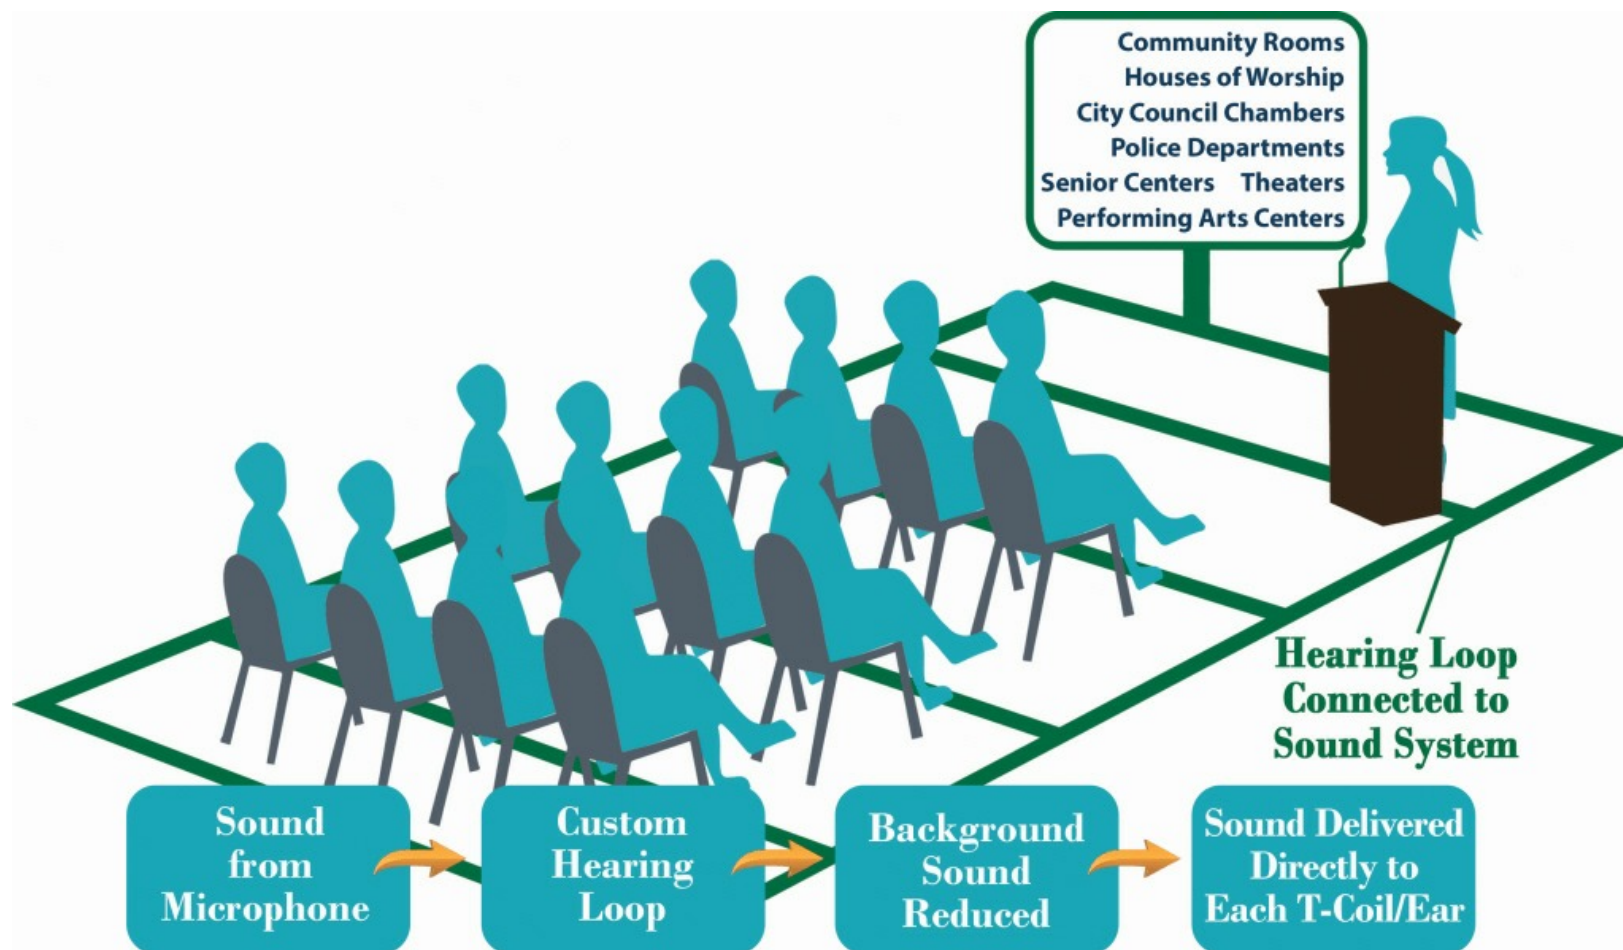 Community Rooms
Houses of Worship
City Council Chambers
Police Departments
Senior Centers Theaters
Performing Arts Centers
Hearing Loop
Connected to
Sound System
Sound
from
Microphone
Custom
Hearing
Loop
Background
Sound
Reduced
Sound Delivered
Directly to
Each T-Coil/Ear